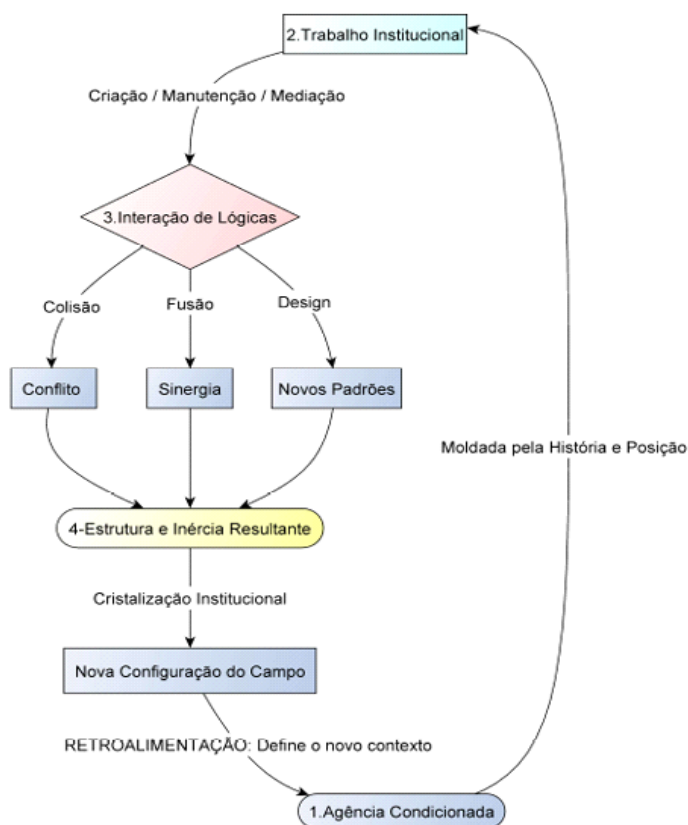 2.Trabalho Institucional
Criação / Manutenção / Mediação
3.Interação de Lógicas
Colisão
Fusão
Design
Conflito
Sinergia
Novos Padrões
Moldada pela História e Posição
4-Estrutura e Inércia Resultante
Cristalização Institucional
Nova Configuração do Campo
RETROALIMENTAÇÃO: Define o novo contexto
1.Agência Condicionada